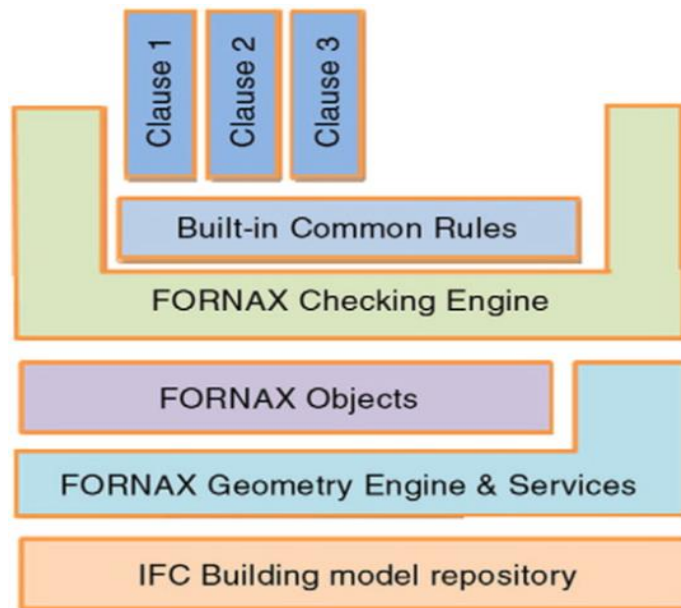 Clause 1
Clause 2
Clause 3
Built-in Common Rules
FORNAX Checking Engine
FORNAX Objects
FORNAX Geometry Engine & Services
IFC Building model repository